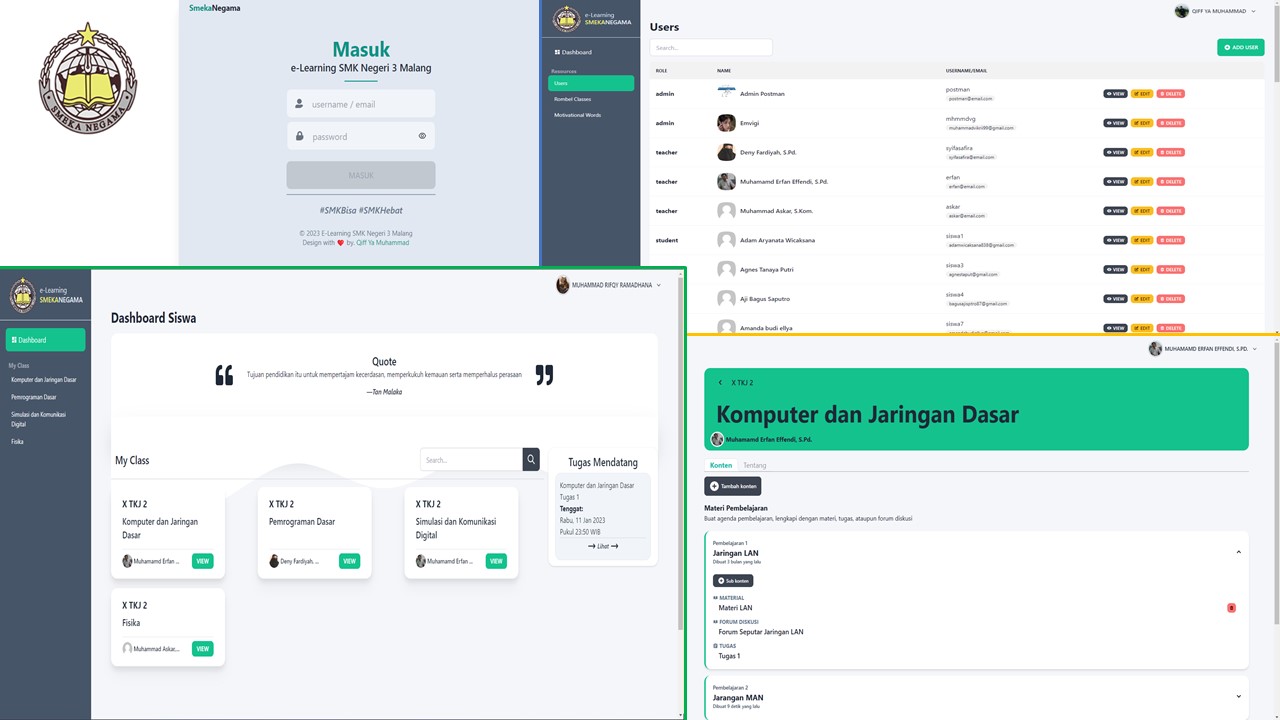 SMEKA NEGAMA
SmekaNegama
Masuk
e-Learning SMK Negeri 3 Malang
username / email
password
MASUK
#SMKBisa #SMKHebat
© 2023 E-Learning SMK Negeri 3 Malang
Design with ❤ by. Qiff Ya Muhammad
e-Learning
SMEKANEGAMA
Dashboard
Resources
Users
Rombel Classes
Motivational Words
QIFF YA MUHAMMAD
Users
Search...
ADD USER
ROLE NAME USERNAME/EMAIL
admin Admin Postman postman VIEW EDIT DELETE
postman@email.com
admin Emvigi mhmmdvg VIEW EDIT DELETE
muhammadvikri99@gmail.com
teacher Deny Fardiyah, S.Pd. syifasafira VIEW EDIT DELETE
syifasafira@email.com
teacher Muhamamd Erfan Effendi, S.Pd. erfan VIEW EDIT DELETE
erfan@email.com
teacher Muhammad Askar, S.Kom. askar VIEW EDIT DELETE
askar@email.com
student Adam Aryanata Wicaksana siswa1 VIEW EDIT DELETE
Agnes Tanaya Putri siswa3 VIEW EDIT DELETE
agnestaput@gmail.com
Aji Bagus Saputro siswa4 VIEW EDIT DELETE
Amanda budi ellya siswa7 VIEW EDIT DELETE
e-Learning
SMEKANEGAMA
Dashboard
My Class
Komputer dan Jaringan Dasar
Pemrograman Dasar
Simulasi dan Komunikasi
Digital
Fisika
MUHAMMAD RIFQY RAMADHANA
Dashboard Siswa
Quote
Tujuan pendidikan itu untuk mempertajam kecerdasan, memperkukuh kemauan serta memperhalus perasaan
—Tan Malaka
My Class
Search...
X TKJ 2
Komputer dan Jaringan
Dasar
Muhamamd Erfan ... VIEW
X TKJ 2
Pemrograman Dasar
Deny Fardiyah, ... VIEW
X TKJ 2
Simulasi dan Komunikasi
Digital
Muhamamd Erfan ... VIEW
X TKJ 2
Fisika
Muhammad Askar,... VIEW
Tugas Mendatang
Komputer dan Jaringan Dasar
Tugas 1
Tenggat:
Rabu, 11 Jan 2023
Pukul 23:50 WIB
→ Lihat →
MUHAMAMD ERFAN EFFENDI, S.PD.
X TKJ 2
Komputer dan Jaringan Dasar
Muhamamd Erfan Effendi, S.Pd.
Konten Tentang
Tambah konten
Materi Pembelajaran
Buat agenda pembelajaran, lengkapi dengan materi, tugas, ataupun forum diskusi
Pembelajaran 1
Jaringan LAN
Dibuat 3 bulan yang lalu
Sub konten
MATERIAL
Materi LAN
FORUM DISKUSI
Forum Seputar Jaringan LAN
TUGAS
Tugas 1
Pembelajaran 2
Jarangan MAN
Dibuat 9 detik yang lalu